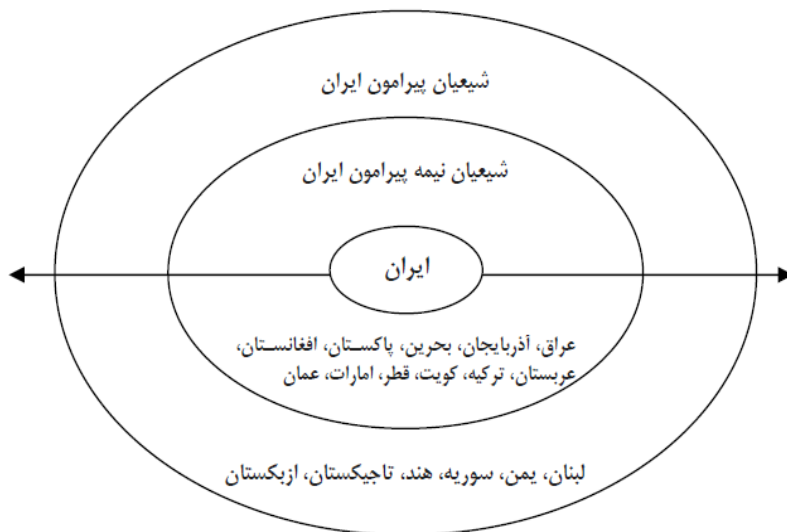 شیعیان پیرامون ایران
شیعیان نیمه پیرامون ایران
ایران
عراق، آذربایجان، بحرین، پاکستان، افغانستان،
عربستان، ترکیه، کویت، قطر، امارات، عمان
لبنان، یمن، سوریه، هند، تاجیکستان، ازبکستان